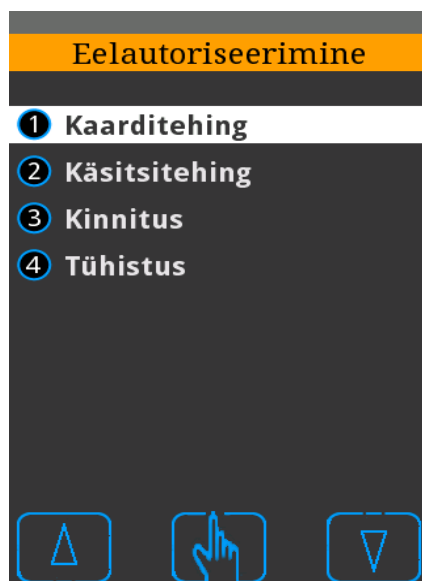 Eelautoriseerimine
1 Kaarditehing
2 Käsitsitehing
3 Kinnitus
4 Tühistus